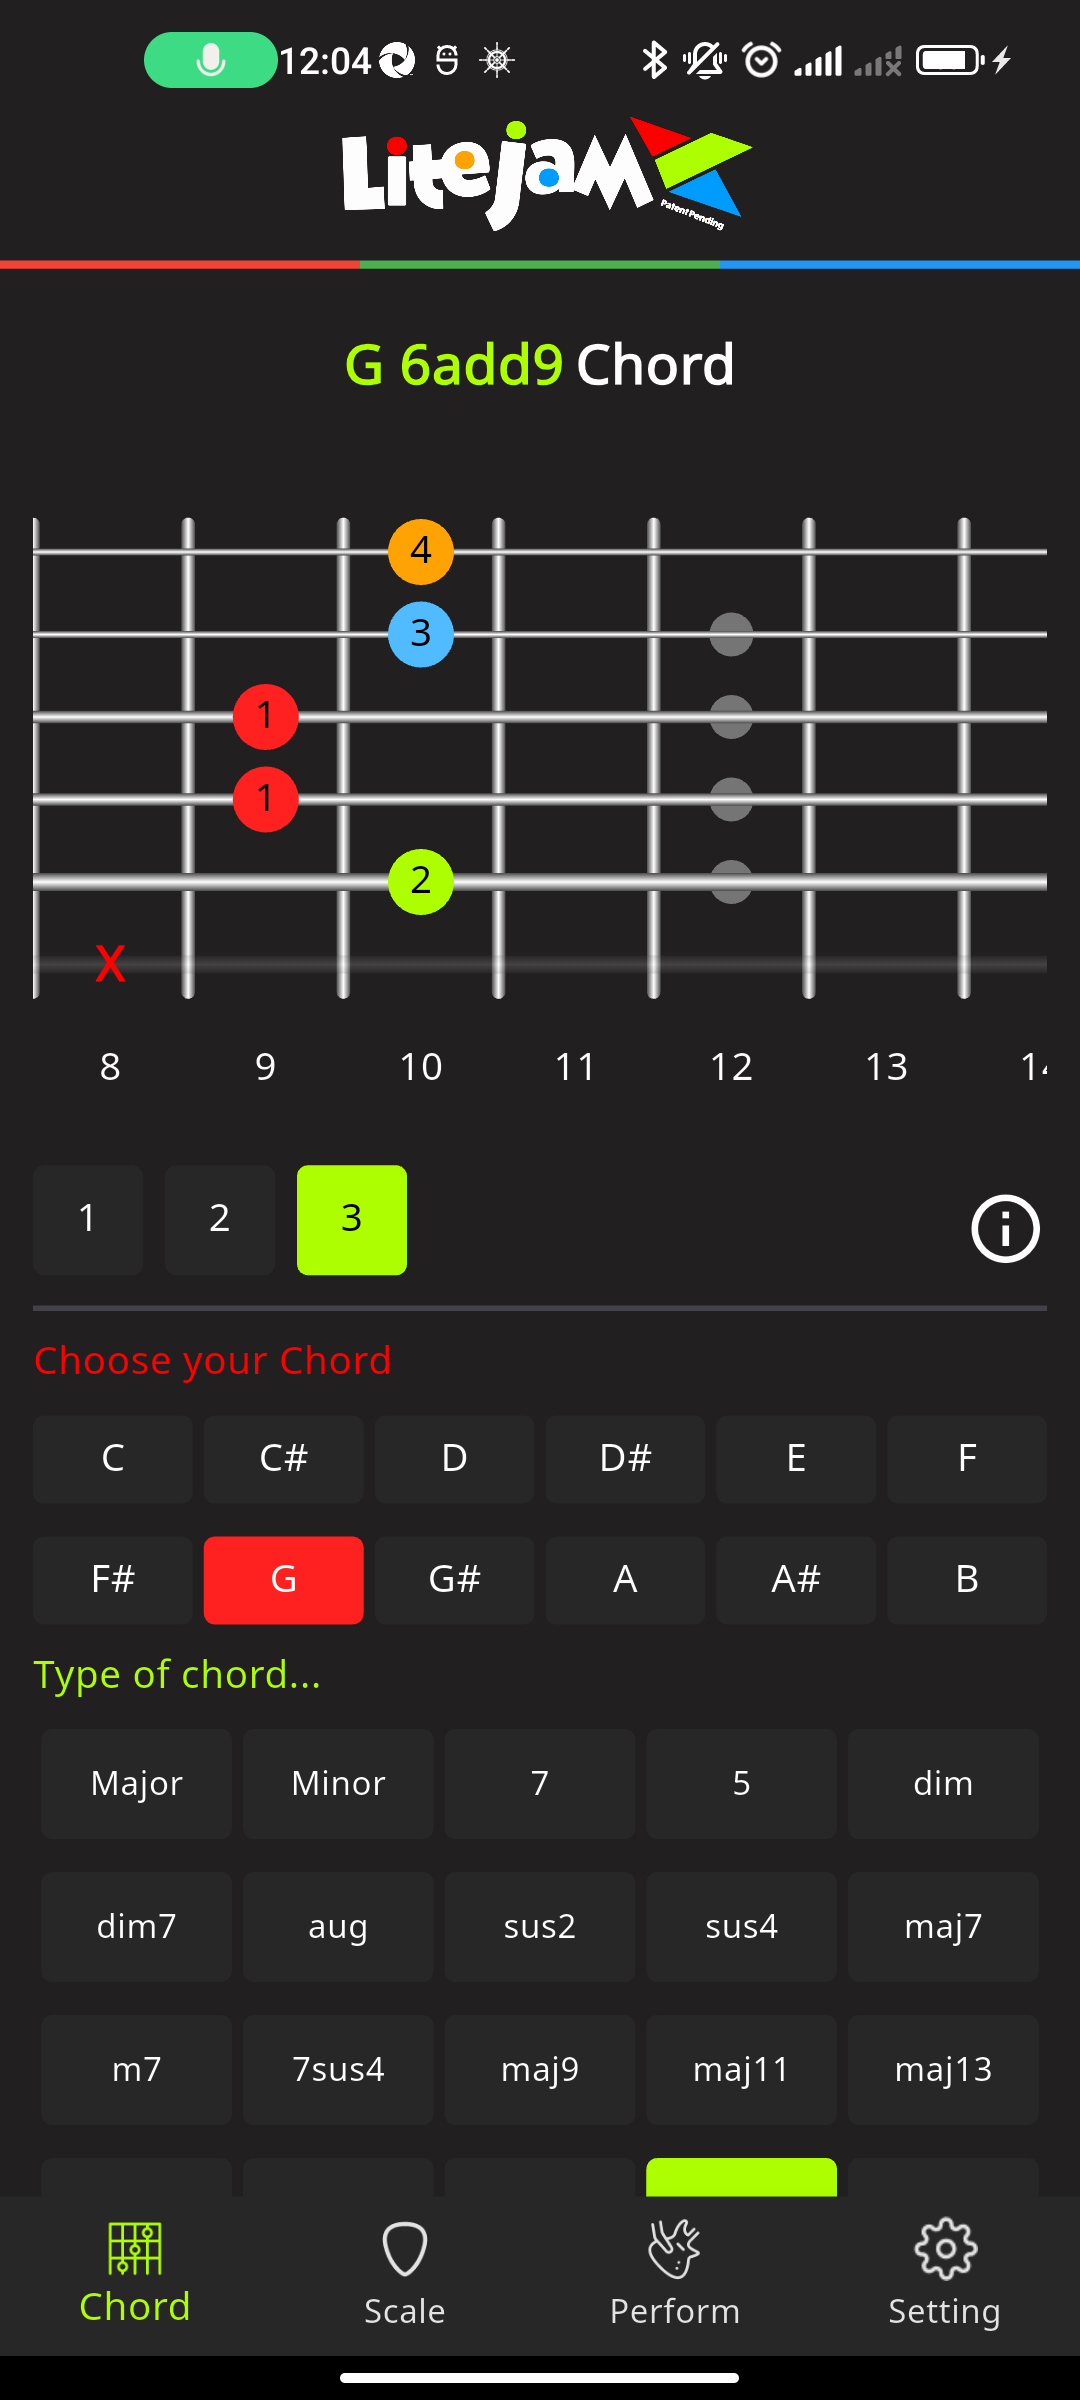 12:04
Litejam
Patent Pending
G 6add9 Chord
4
3
1
1
2
X
8 9 10 11 12 13
1 2 3
Choose your Chord
C C# D D# E F
F# G G# A A# B
Type of chord...
Major Minor 7 5 dim
dim7 aug sus2 sus4 maj7
m7 7sus4 maj9 maj11 maj13
Chord Scale Perform Setting